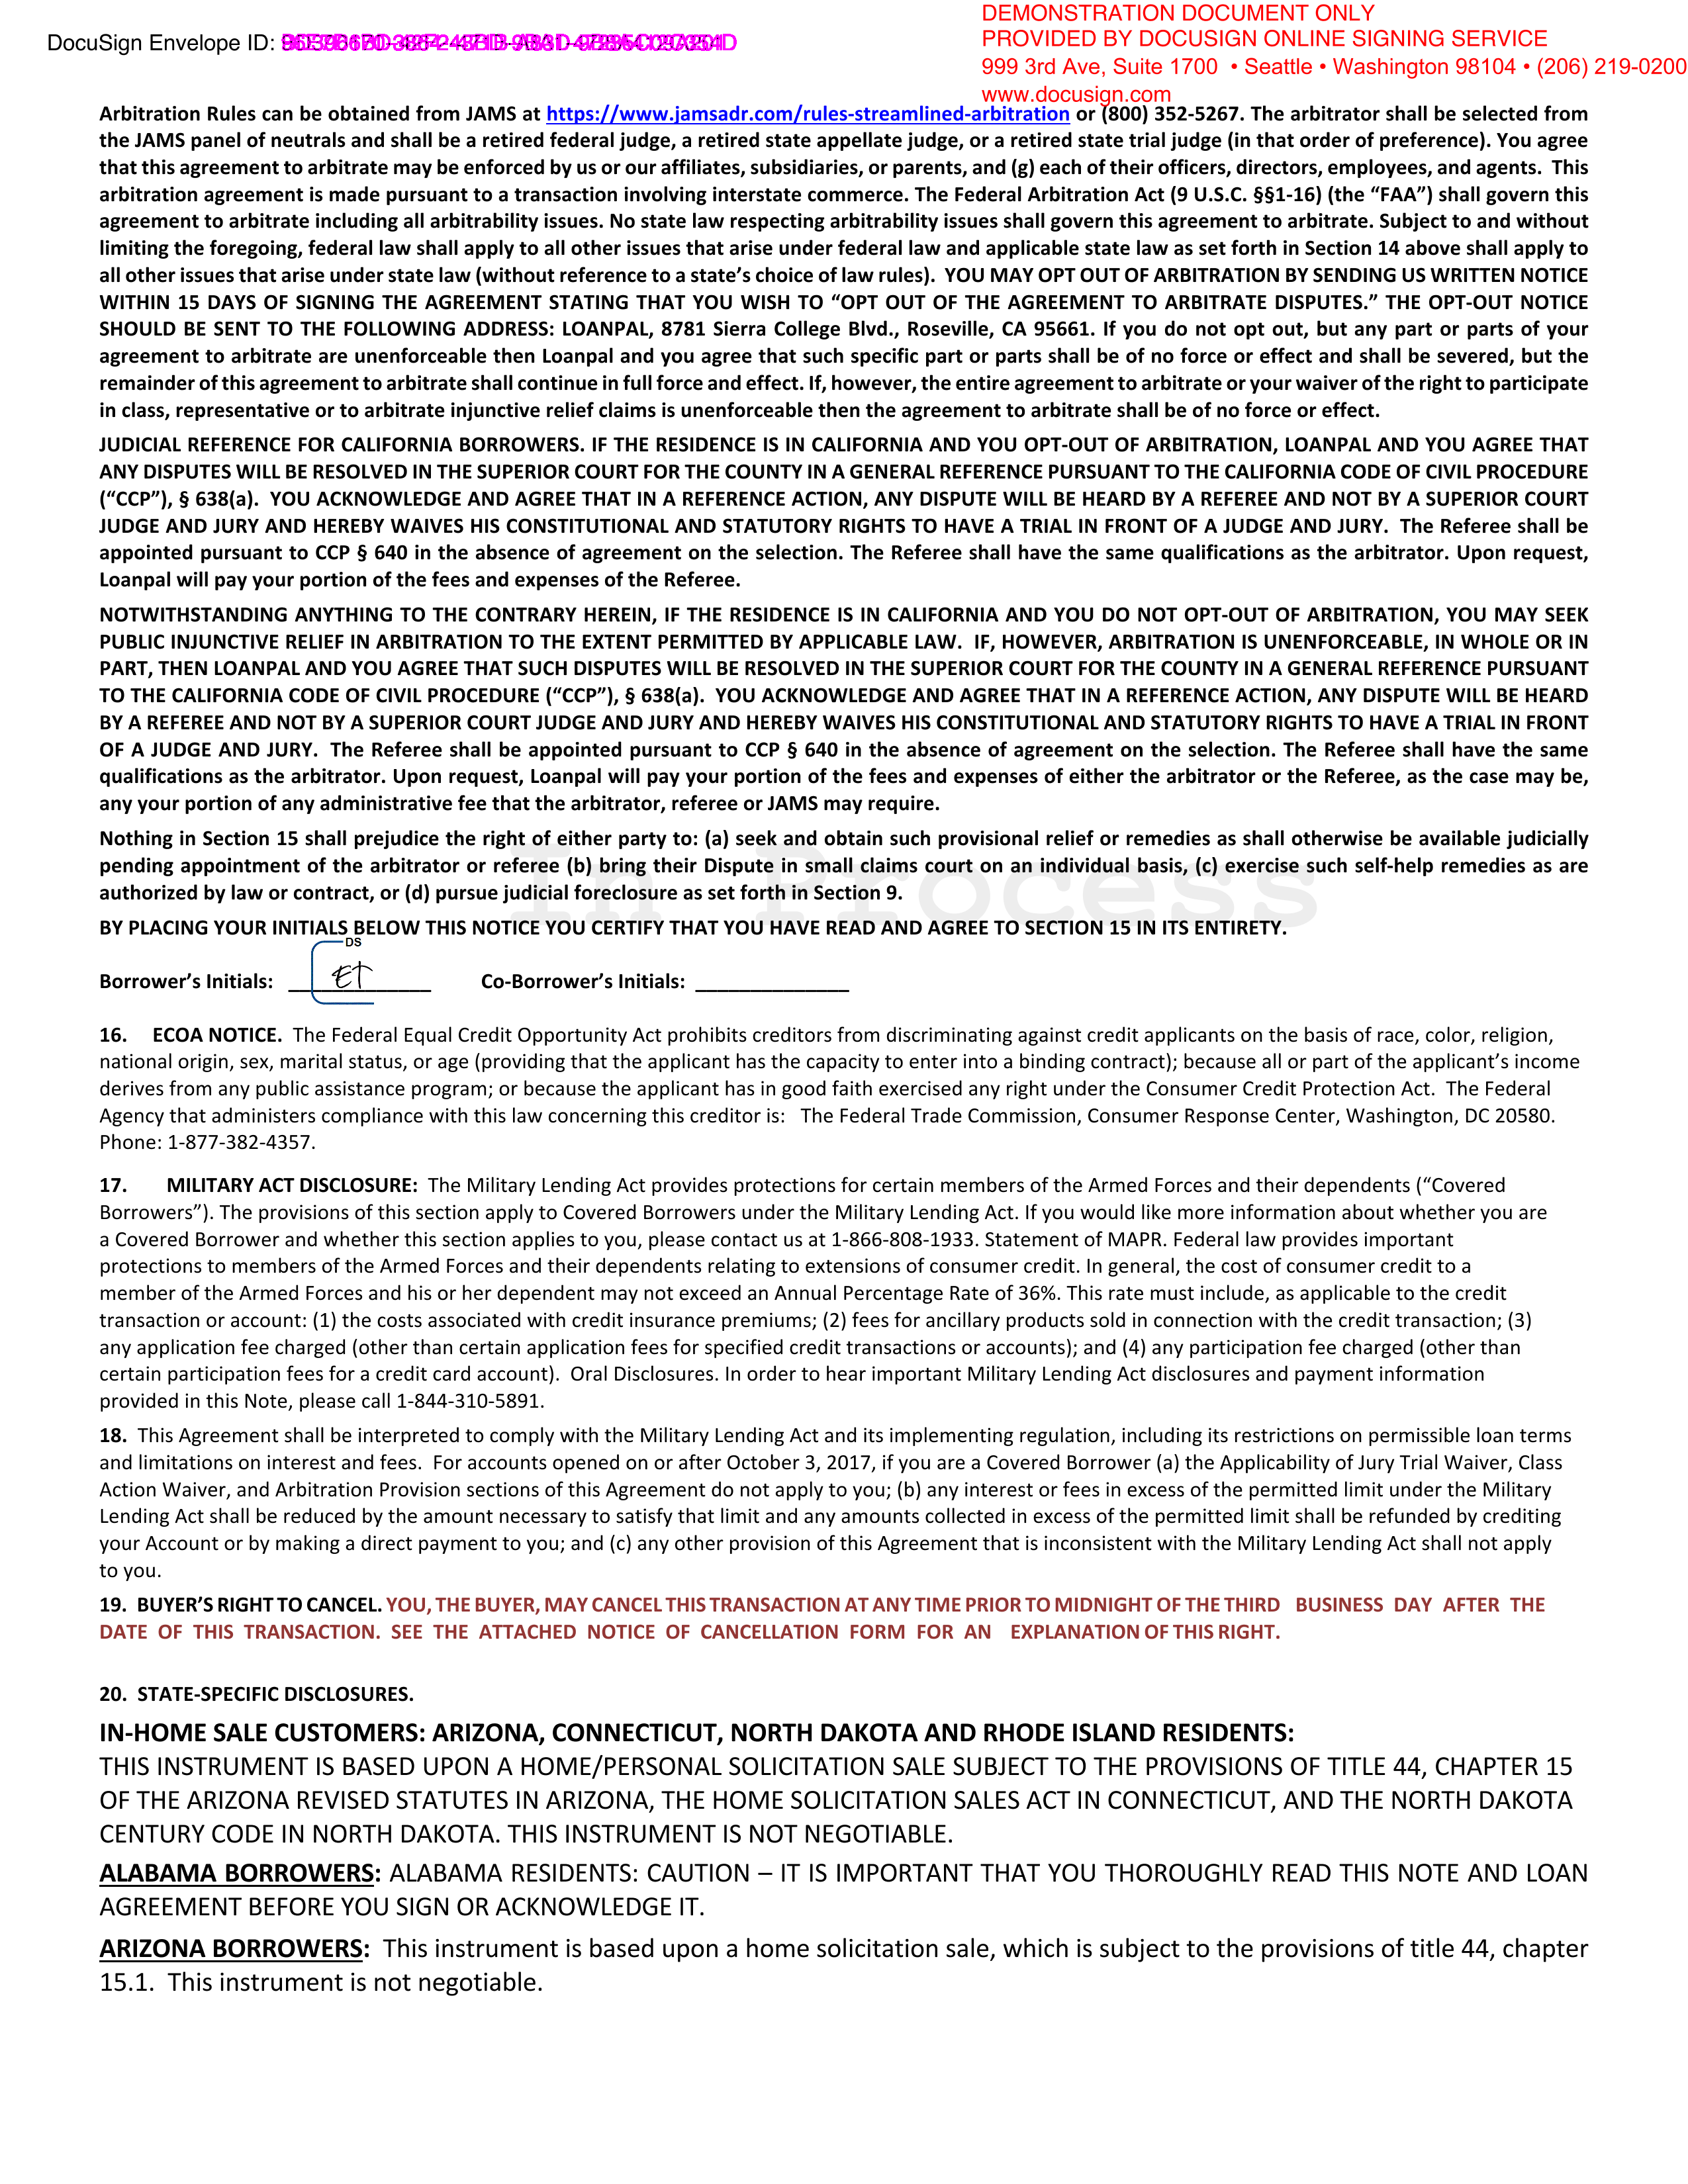 DEMONSTRATION DOCUMENT ONLY
PROVIDED BY DOCUSIGN ONLINE SIGNING SERVICE
999 3rd Ave, Suite 1700 • Seattle • Washington 98104 • (206) 219-0200
www.docusign.com
DocuSign Envelope ID:
Arbitration Rules can be obtained from JAMS at https://www.jamsadr.com/rules-streamlined-arbitration or (800) 352-5267. The arbitrator shall be selected from
the JAMS panel of neutrals and shall be a retired federal judge, a retired state appellate judge, or a retired state trial judge (in that order of preference). You agree
that this agreement to arbitrate may be enforced by us or our affiliates, subsidiaries, or parents, and (g) each of their officers, directors, employees, and agents. This
arbitration agreement is made pursuant to a transaction involving interstate commerce. The Federal Arbitration Act (9 U.S.C. §§1-16) (the “FAA”) shall govern this
agreement to arbitrate including all arbitrability issues. No state law respecting arbitrability issues shall govern this agreement to arbitrate. Subject to and without
limiting the foregoing, federal law shall apply to all other issues that arise under federal law and applicable state law as set forth in Section 14 above shall apply to
all other issues that arise under state law (without reference to a state’s choice of law rules). YOU MAY OPT OUT OF ARBITRATION BY SENDING US WRITTEN NOTICE
WITHIN 15 DAYS OF SIGNING THE AGREEMENT STATING THAT YOU WISH TO “OPT OUT OF THE AGREEMENT TO ARBITRATE DISPUTES.” THE OPT-OUT NOTICE
SHOULD BE SENT TO THE FOLLOWING ADDRESS: LOANPAL, 8781 Sierra College Blvd., Roseville, CA 95661. If you do not opt out, but any part or parts of your
agreement to arbitrate are unenforceable then Loanpal and you agree that such specific part or parts shall be of no force or effect and shall be severed, but the
remainder of this agreement to arbitrate shall continue in full force and effect. If, however, the entire agreement to arbitrate or your waiver of the right to participate
in class, representative or to arbitrate injunctive relief claims is unenforceable then the agreement to arbitrate shall be of no force or effect.
JUDICIAL REFERENCE FOR CALIFORNIA BORROWERS. IF THE RESIDENCE IS IN CALIFORNIA AND YOU OPT-OUT OF ARBITRATION, LOANPAL AND YOU AGREE THAT
ANY DISPUTES WILL BE RESOLVED IN THE SUPERIOR COURT FOR THE COUNTY IN A GENERAL REFERENCE PURSUANT TO THE CALIFORNIA CODE OF CIVIL PROCEDURE
(“CCP”), § 638(a). YOU ACKNOWLEDGE AND AGREE THAT IN A REFERENCE ACTION, ANY DISPUTE WILL BE HEARD BY A REFEREE AND NOT BY A SUPERIOR COURT
JUDGE AND JURY AND HEREBY WAIVES HIS CONSTITUTIONAL AND STATUTORY RIGHTS TO HAVE A TRIAL IN FRONT OF A JUDGE AND JURY. The Referee shall be
appointed pursuant to CCP § 640 in the absence of agreement on the selection. The Referee shall have the same qualifications as the arbitrator. Upon request,
Loanpal will pay your portion of the fees and expenses of the Referee.
NOTWITHSTANDING ANYTHING TO THE CONTRARY HEREIN, IF THE RESIDENCE IS IN CALIFORNIA AND YOU DO NOT OPT-OUT OF ARBITRATION, YOU MAY SEEK
PUBLIC INJUNCTIVE RELIEF IN ARBITRATION TO THE EXTENT PERMITTED BY APPLICABLE LAW. IF, HOWEVER, ARBITRATION IS UNENFORCEABLE, IN WHOLE OR IN
PART, THEN LOANPAL AND YOU AGREE THAT SUCH DISPUTES WILL BE RESOLVED IN THE SUPERIOR COURT FOR THE COUNTY IN A GENERAL REFERENCE PURSUANT
TO THE CALIFORNIA CODE OF CIVIL PROCEDURE (“CCP”), § 638(a). YOU ACKNOWLEDGE AND AGREE THAT IN A REFERENCE ACTION, ANY DISPUTE WILL BE HEARD
BY A REFEREE AND NOT BY A SUPERIOR COURT JUDGE AND JURY AND HEREBY WAIVES HIS CONSTITUTIONAL AND STATUTORY RIGHTS TO HAVE A TRIAL IN FRONT
OF A JUDGE AND JURY. The Referee shall be appointed pursuant to CCP § 640 in the absence of agreement on the selection. The Referee shall have the same
qualifications as the arbitrator. Upon request, Loanpal will pay your portion of the fees and expenses of either the arbitrator or the Referee, as the case may be,
any your portion of any administrative fee that the arbitrator, referee or JAMS may require.
Nothing in Section 15 shall prejudice the right of either party to: (a) seek and obtain such provisional relief or remedies as shall otherwise be available judicially
pending appointment of the arbitrator or referee (b) bring their Dispute in small claims court on an individual basis, (c) exercise such self-help remedies as are
authorized by law or contract, or (d) pursue judicial foreclosure as set forth in Section 9.
In Process
BY PLACING YOUR INITIALS BELOW THIS NOTICE YOU CERTIFY THAT YOU HAVE READ AND AGREE TO SECTION 15 IN ITS ENTIRETY.
DS
Borrower’s Initials: ET Co-Borrower’s Initials: ______________
16. ECOA NOTICE. The Federal Equal Credit Opportunity Act prohibits creditors from discriminating against credit applicants on the basis of race, color, religion,
national origin, sex, marital status, or age (providing that the applicant has the capacity to enter into a binding contract); because all or part of the applicant’s income
derives from any public assistance program; or because the applicant has in good faith exercised any right under the Consumer Credit Protection Act. The Federal
Agency that administers compliance with this law concerning this creditor is: The Federal Trade Commission, Consumer Response Center, Washington, DC 20580.
Phone: 1-877-382-4357.
17. MILITARY ACT DISCLOSURE: The Military Lending Act provides protections for certain members of the Armed Forces and their dependents (“Covered
Borrowers”). The provisions of this section apply to Covered Borrowers under the Military Lending Act. If you would like more information about whether you are
a Covered Borrower and whether this section applies to you, please contact us at 1-866-808-1933. Statement of MAPR. Federal law provides important
protections to members of the Armed Forces and their dependents relating to extensions of consumer credit. In general, the cost of consumer credit to a
member of the Armed Forces and his or her dependent may not exceed an Annual Percentage Rate of 36%. This rate must include, as applicable to the credit
transaction or account: (1) the costs associated with credit insurance premiums; (2) fees for ancillary products sold in connection with the credit transaction; (3)
any application fee charged (other than certain application fees for specified credit transactions or accounts); and (4) any participation fee charged (other than
certain participation fees for a credit card account). Oral Disclosures. In order to hear important Military Lending Act disclosures and payment information
provided in this Note, please call 1-844-310-5891.
18. This Agreement shall be interpreted to comply with the Military Lending Act and its implementing regulation, including its restrictions on permissible loan terms
and limitations on interest and fees. For accounts opened on or after October 3, 2017, if you are a Covered Borrower (a) the Applicability of Jury Trial Waiver, Class
Action Waiver, and Arbitration Provision sections of this Agreement do not apply to you; (b) any interest or fees in excess of the permitted limit under the Military
Lending Act shall be reduced by the amount necessary to satisfy that limit and any amounts collected in excess of the permitted limit shall be refunded by crediting
your Account or by making a direct payment to you; and (c) any other provision of this Agreement that is inconsistent with the Military Lending Act shall not apply
to you.
19. BUYER’S RIGHT TO CANCEL. YOU, THE BUYER, MAY CANCEL THIS TRANSACTION AT ANY TIME PRIOR TO MIDNIGHT OF THE THIRD BUSINESS DAY AFTER THE
DATE OF THIS TRANSACTION. SEE THE ATTACHED NOTICE OF CANCELLATION FORM FOR AN EXPLANATION OF THIS RIGHT.
20. STATE-SPECIFIC DISCLOSURES.
IN-HOME SALE CUSTOMERS: ARIZONA, CONNECTICUT, NORTH DAKOTA AND RHODE ISLAND RESIDENTS:
THIS INSTRUMENT IS BASED UPON A HOME/PERSONAL SOLICITATION SALE SUBJECT TO THE PROVISIONS OF TITLE 44, CHAPTER 15
OF THE ARIZONA REVISED STATUTES IN ARIZONA, THE HOME SOLICITATION SALES ACT IN CONNECTICUT, AND THE NORTH DAKOTA
CENTURY CODE IN NORTH DAKOTA. THIS INSTRUMENT IS NOT NEGOTIABLE.
ALABAMA BORROWERS: ALABAMA RESIDENTS: CAUTION – IT IS IMPORTANT THAT YOU THOROUGHLY READ THIS NOTE AND LOAN
AGREEMENT BEFORE YOU SIGN OR ACKNOWLEDGE IT.
ARIZONA BORROWERS: This instrument is based upon a home solicitation sale, which is subject to the provisions of title 44, chapter
15.1. This instrument is not negotiable.